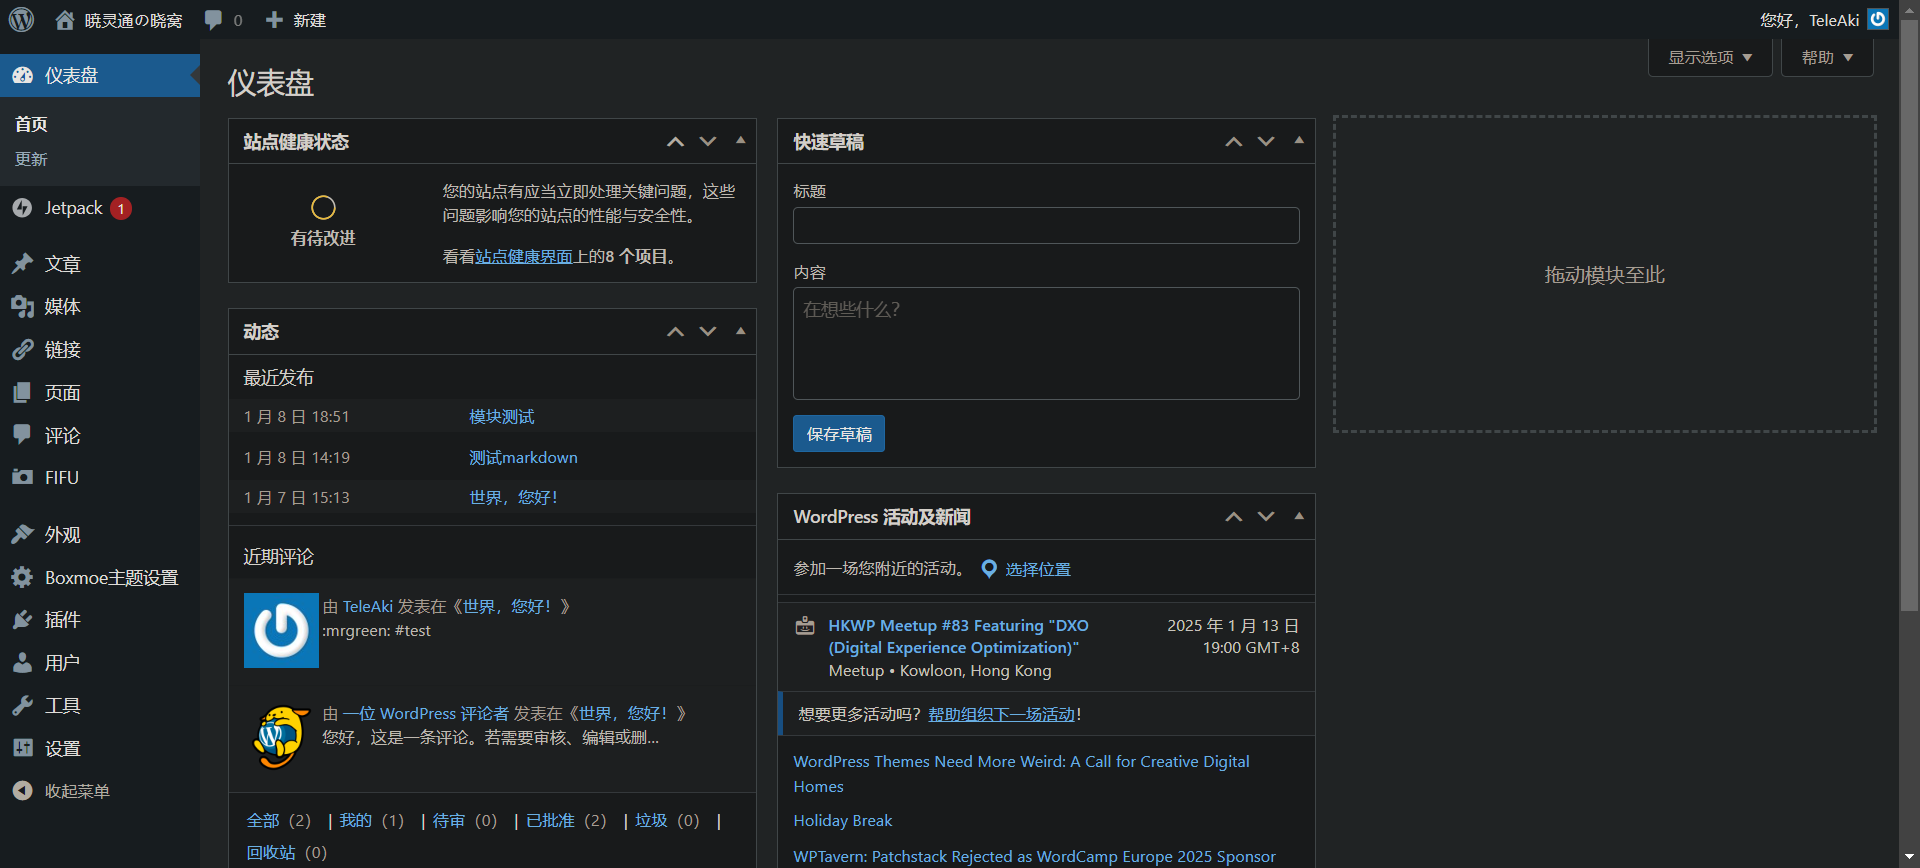 暁灵通の晓窝
0
新建
您好，TeleAki
仪表盘
首页
更新
Jetpack 1
文章
媒体
链接
页面
评论
FIFU
外观
Boxmoe主题设置
插件
用户
工具
设置
收起菜单
显示选项
帮助
仪表盘
站点健康状态
有待改进
您的站点有应当立即处理关键问题，这些
问题影响您的站点的性能与安全性。
看看站点健康界面上的8 个项目。
动态
最近发布
1 月 8 日 18:51 模块测试
1 月 8 日 14:19 测试markdown
1 月 7 日 15:13 世界，您好！
近期评论
由 TeleAki 发表在《世界，您好！》
:mrgreen: #test
由 一位 WordPress 评论者 发表在《世界，您好！》
您好，这是一条评论。若需要审核、编辑或删...
全部（2） | 我的（1） | 待审（0） | 已批准（2） | 垃圾（0） |
回收站（0）
快速草稿
标题
内容
在想些什么？
保存草稿
WordPress 活动及新闻
参加一场您附近的活动。 选择位置
HKWP Meetup #83 Featuring "DXO
(Digital Experience Optimization)"
Meetup • Kowloon, Hong Kong
2025 年 1 月 13 日
19:00 GMT+8
想要更多活动吗？帮助组织下一场活动！
WordPress Themes Need More Weird: A Call for Creative Digital
Homes
Holiday Break
WPTavern: Patchstack Rejected as WordCamp Europe 2025 Sponsor
拖动模块至此